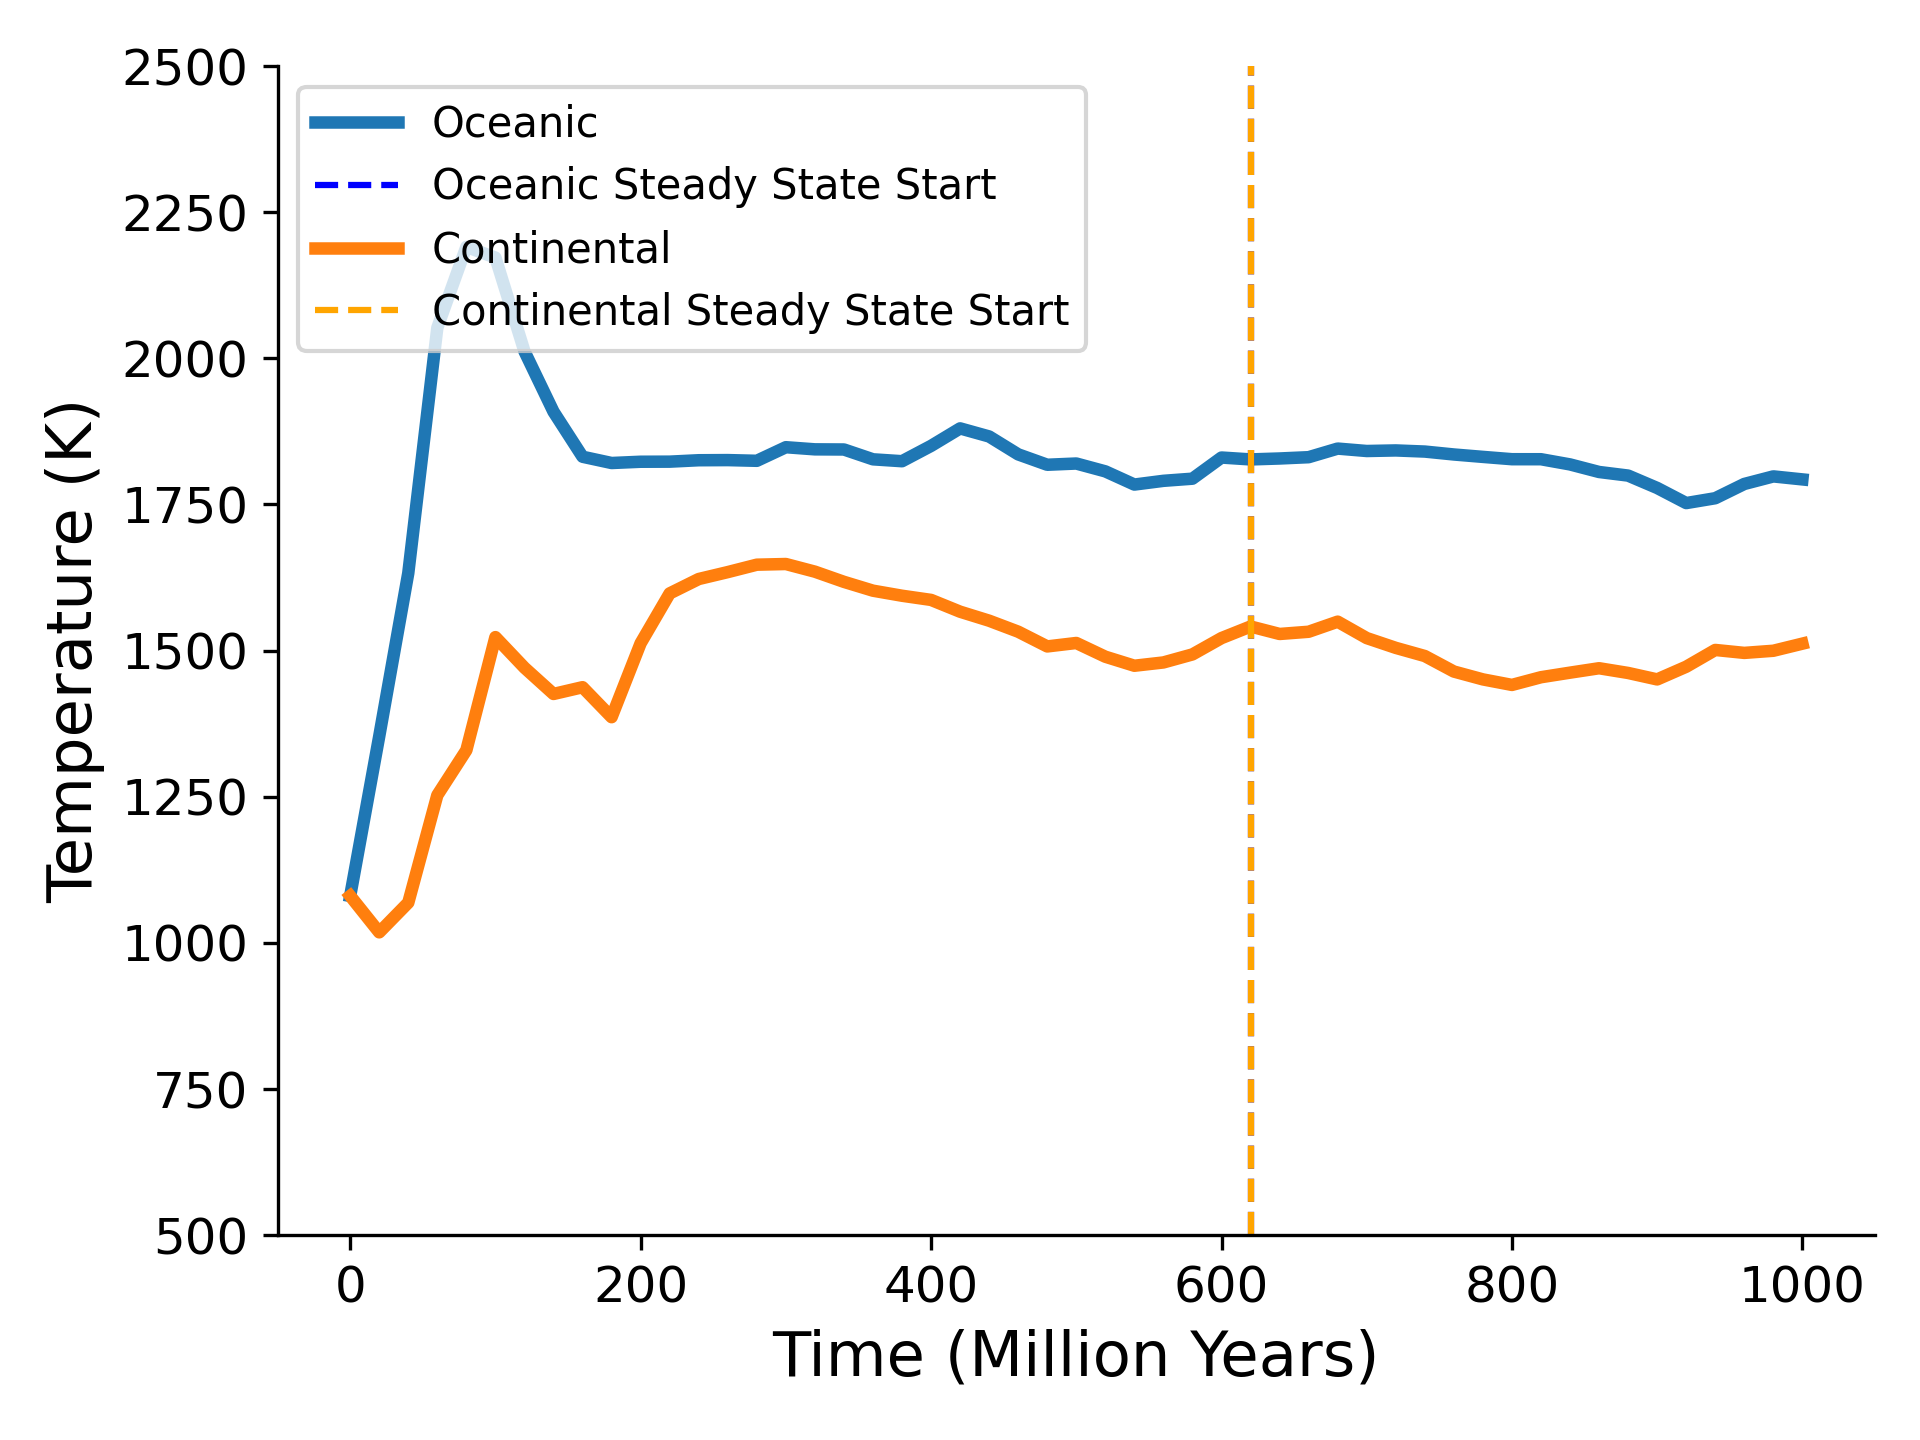 2500
2250
2000
1750
1500
1250
1000
750
500
Temperature (K)
Oceanic
Oceanic Steady State Start
Continental
Continental Steady State Start
0 200 400 600 800 1000
Time (Million Years)